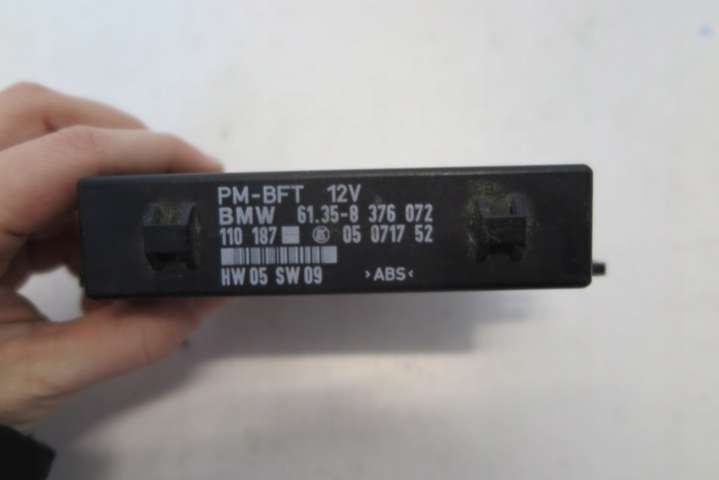 PM-BFT 12V
BMW 61.35-8 376 072
110 187 05 0717 52
HW 05 SW 09 >ABS<